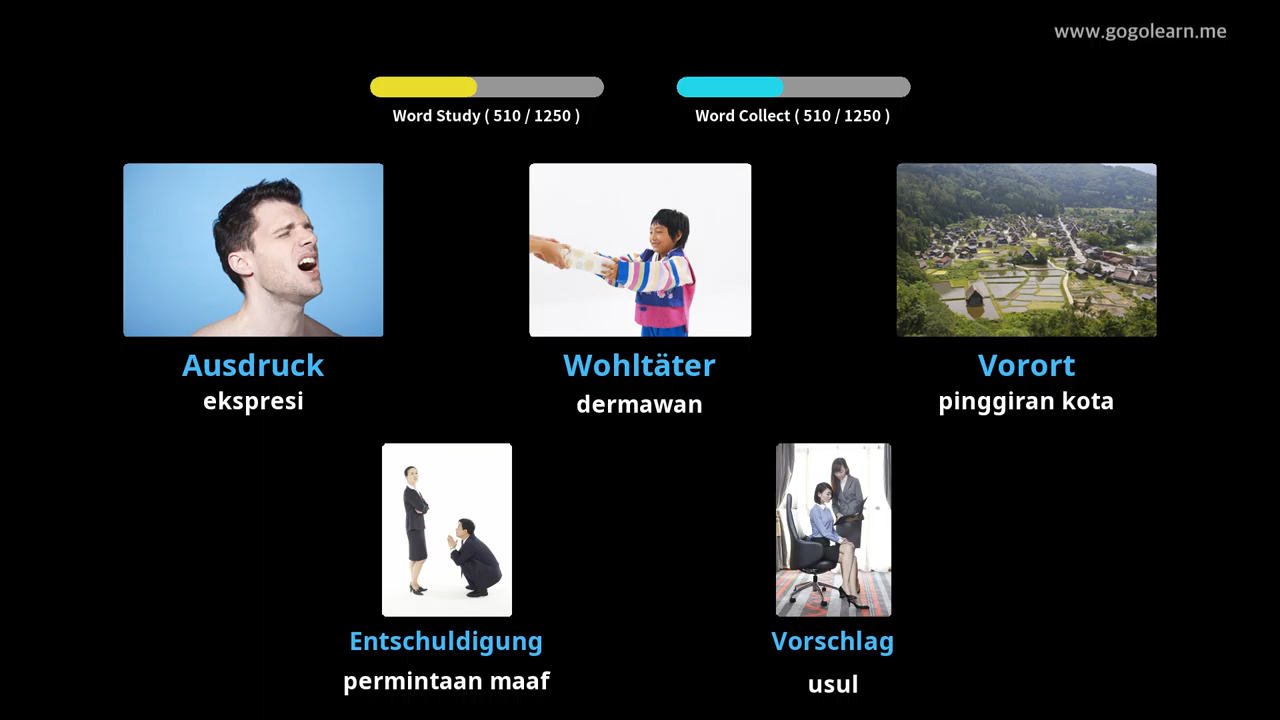 www.gogolearn.me
Word Study ( 510 / 1250 )
Word Collect ( 510 / 1250 )
Ausdruck
ekspresi
Wohltäter
dermawan
Vorort
pinggiran kota
Entschuldigung
permintaan maaf
Vorschlag
usul